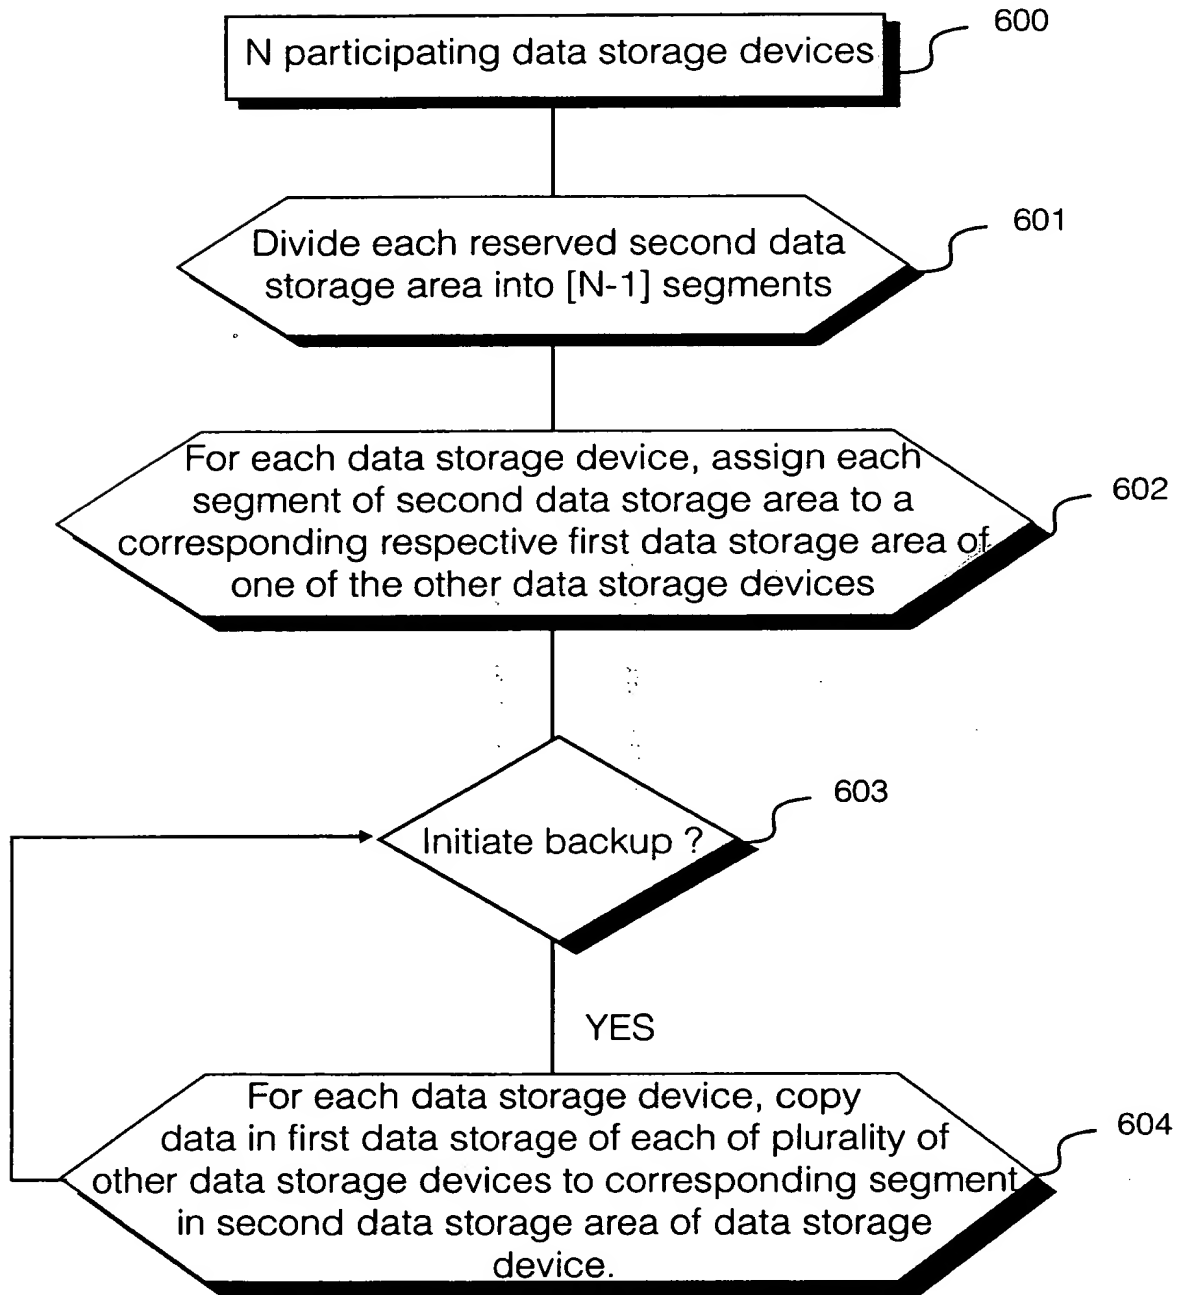 N participating data storage devices
600
Divide each reserved second data
storage area into [N-1] segments
601
For each data storage device, assign each
segment of second data storage area to a
corresponding respective first data storage area of
one of the other data storage devices
602
Initiate backup ?
603
YES
For each data storage device, copy
data in first data storage of each of plurality of
other data storage devices to corresponding segment
in second data storage area of data storage
device.
604